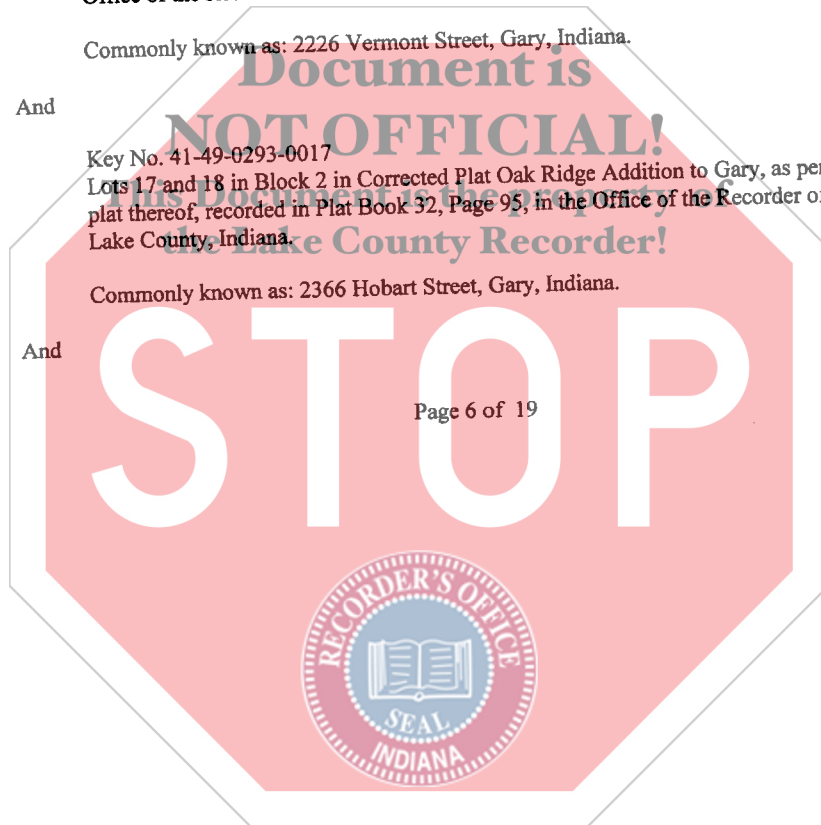 Commonly known as: 2226 Vermont Street, Gary, Indiana.
Document is
And
NOT OFFICIAL!
Key No. 41-49-0293-0017
Lots 17 and 18 in Block 2 in Corrected Plat Oak Ridge Addition to Gary, as per
This Document is the property of
plat thereof, recorded in Plat Book 32, Page 95, in the Office of the Recorder of
Lake County, Indiana.
the Lake County Recorder!
Commonly known as: 2366 Hobart Street, Gary, Indiana.
And
STOP
Page 6 of 19
RECORDER'S OFFICE
SEAL
INDIANA